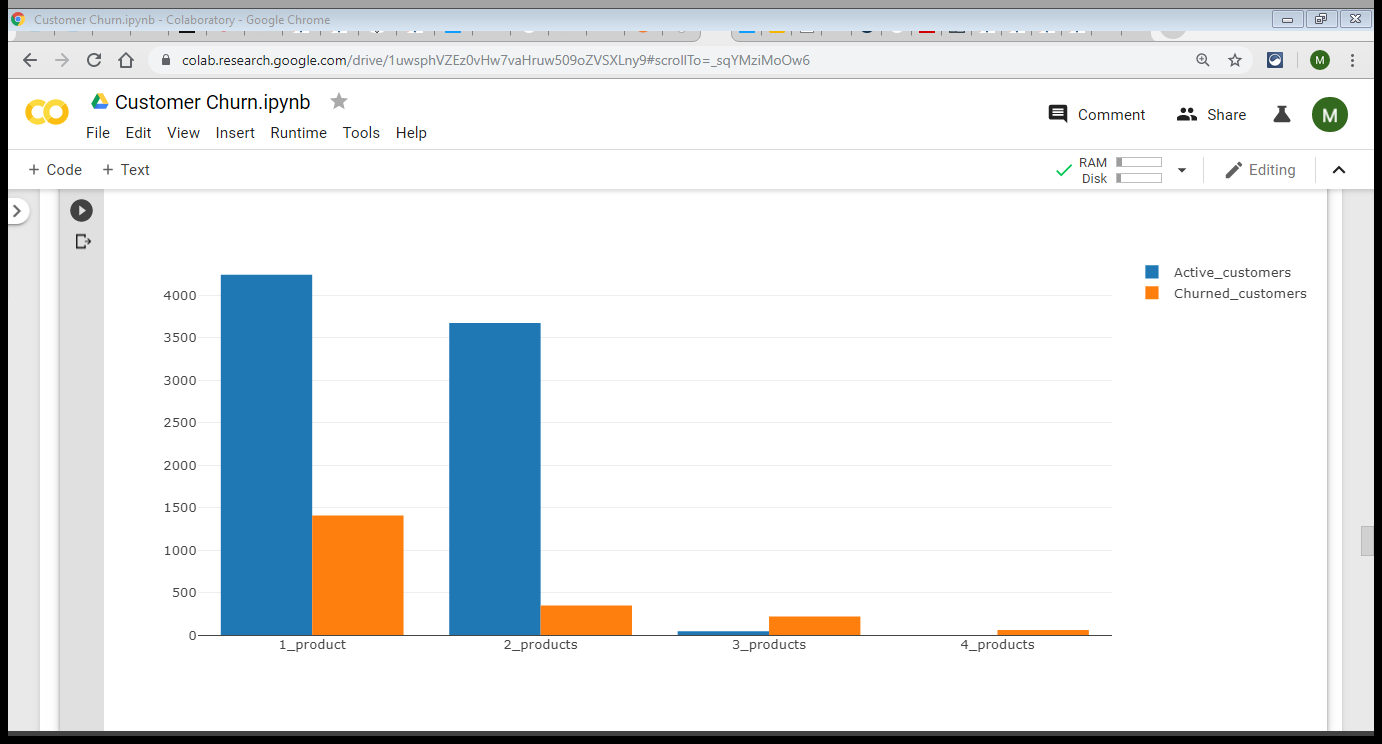 Customer Churn.ipynb - Colaboratory - Google Chrome
colab.research.google.com/drive/1uwsphVZEz0vHw7vaHruw509oZVSXLny9#scrollTo=_sqYMziMoOw6
M
Customer Churn.ipynb
Comment
Share
M
File Edit View Insert Runtime Tools Help
+ Code + Text
RAM
Disk
Editing
Active_customers
Churned_customers
4000
3500
3000
2500
2000
1500
1000
500
0
1_product 2_products 3_products 4_products